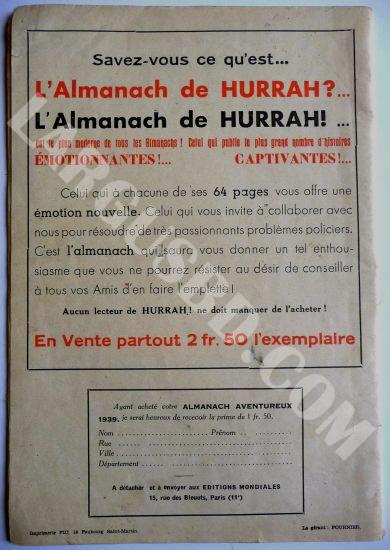 Savez-vous ce qu'est...
L'Almanach de HURRAH?...
L'Almanach de HURRAH! ...
est le plus moderne de tous les Almanachs ! Celui qui publie le plus grand nombre d'histoires
ÉMOTIONNANTES!... CAPTIVANTES!...
Celui qui à chacune de ses 64 pages vous offre une
émotion nouvelle. Celui qui vous invite à collaborer avec
nous pour résoudre de très passionnants problèmes policiers.
C'est l'almanach qui saura vous donner un tel enthou-
siasme que vous ne pourrez résister au désir de conseiller
à tous vos Amis d'en faire l'emplette !
Aucun lecteur de HURRAH ! ne doit manquer de l'acheter !
En Vente partout 2 fr. 50 l'exemplaire
Ayant acheté votre ALMANACH AVENTUREUX
1939, je serai heureux de recevoir la prime de 1 fr. 50.
Nom Prénom
Rue
Ville
Département
A détacher et à envoyer aux EDITIONS MONDIALES
15, rue des Bleuets, Paris (11e)
Imprimerie 18 Faubourg Saint-Martin
Le gérant : FOURNIER.
LARGUBRD.COM